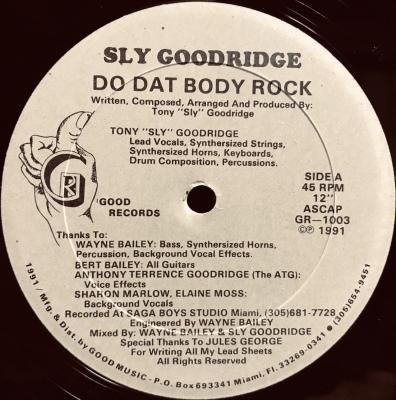 SLY GOODRIDGE
DO DAT BODY ROCK
Written, Composed, Arranged And Produced By:
Tony "Sly" Goodridge
TONY "SLY" GOODRIDGE
Lead Vocals, Synthersized Strings,
Synthersized Horns, Keyboards,
Drum Composition, Percussions.
G
R
GOOD
RECORDS
SIDE A
45 RPM
12"
ASCAP
GR-1003
©℗ 1991
Thanks To:
WAYNE BAILEY: Bass, Synthersized Horns,
Percussion, Background Vocal Effects.
BERT BAILEY: All Guitars
ANTHONY TERRENCE GOODRIDGE (The ATG):
Voice Effects
SHARON MARLOW, ELAINE MOSS:
Background Vocals
Recorded At SAGA BOYS STUDIO Miami, (305)681-7728
Engineered By WAYNE BAILEY
Mixed By: WAYNE BAILEY & SLY GOODRIDGE
Special Thanks To JULES GEORGE
For Writing All My Lead Sheets
All Rights Reserved
1991/Mfg. & Dist. by GOOD MUSIC - P.O. Box 693341 Miami, Fl. 33269-0341 • (305)654-9451